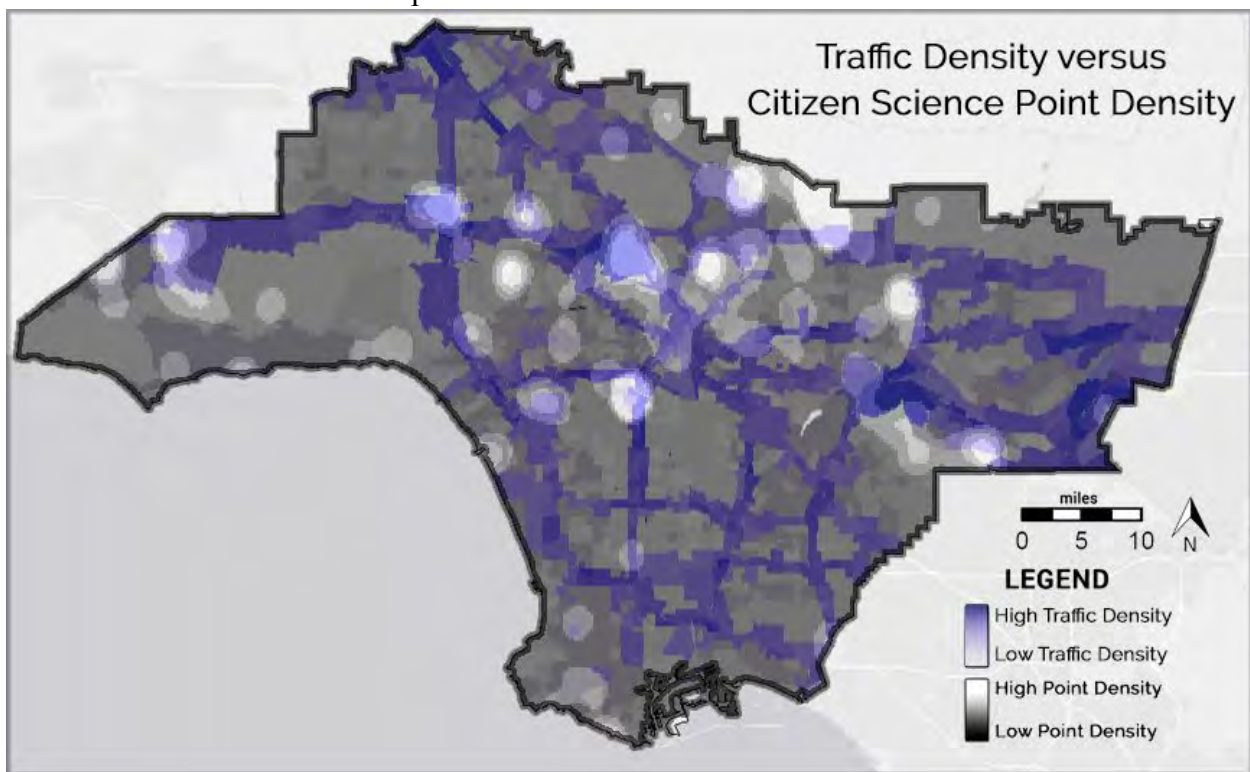 Traffic Density versus
Citizen Science Point Density
miles
0 5 10
N
LEGEND
High Traffic Density
Low Traffic Density
High Point Density
Low Point Density